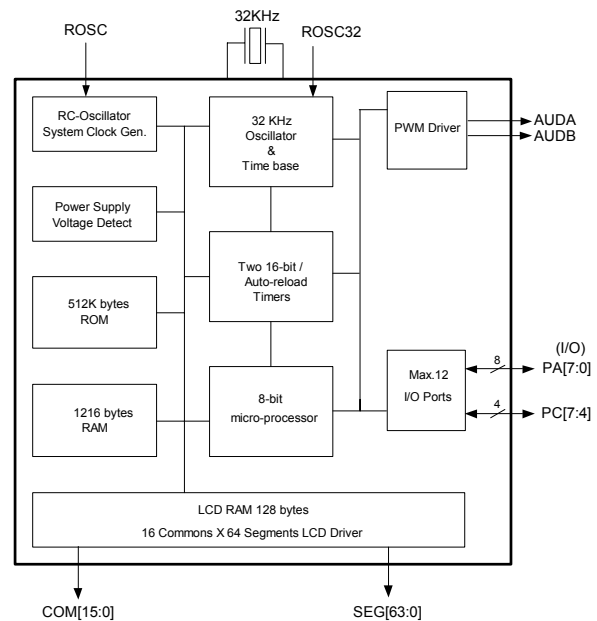 32KHz
ROSC
ROSC32
RC-Oscillator
System Clock Gen.
32 KHz
Oscillator
&
Time base
PWM Driver
AUDA
AUDB
Power Supply
Voltage Detect
Two 16-bit /
Auto-reload
Timers
512K bytes
ROM
(I/O)
Max.12
I/O Ports
8
PA[7:0]
4
PC[7:4]
1216 bytes
RAM
8-bit
micro-processor
LCD RAM 128 bytes
16 Commons X 64 Segments LCD Driver
COM[15:0]
SEG[63:0]